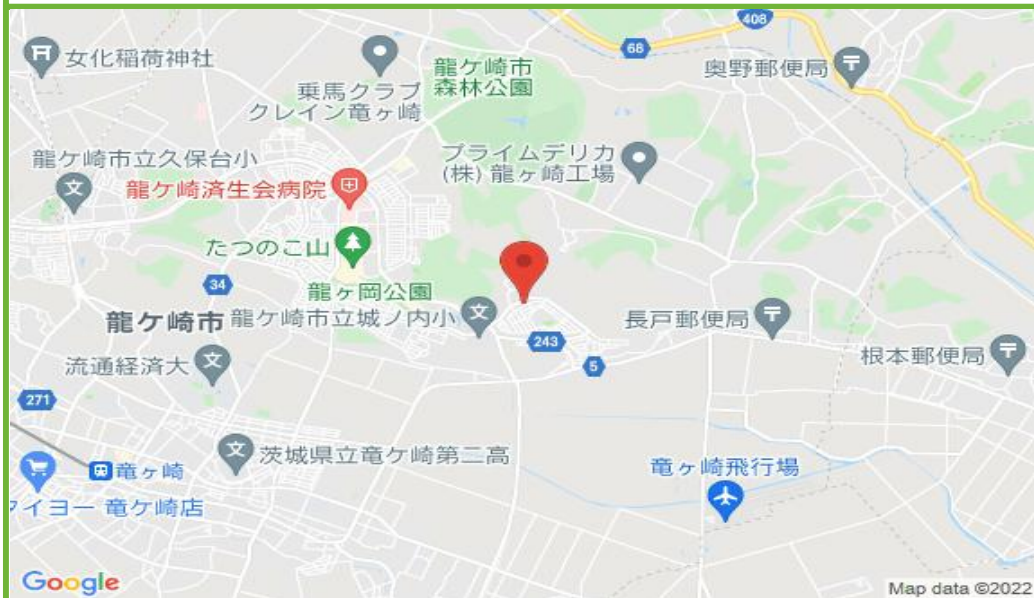 408
68
女化稲荷神社
龍ケ崎市
森林公園
奥野郵便局
乗馬クラブ
クレイン竜ヶ崎
龍ケ崎市立久保台小
プライムデリカ
(株) 龍ヶ崎工場
龍ケ崎済生会病院
たつのこ山
34
龍ヶ岡公園
龍ケ崎市
龍ケ崎市立城ノ内小
長戸郵便局
243
根本郵便局
流通経済大
5
271
茨城県立竜ケ崎第二高
竜ヶ崎
竜ヶ崎飛行場
タイヨー 竜ケ崎店
Google
Map data ©2022